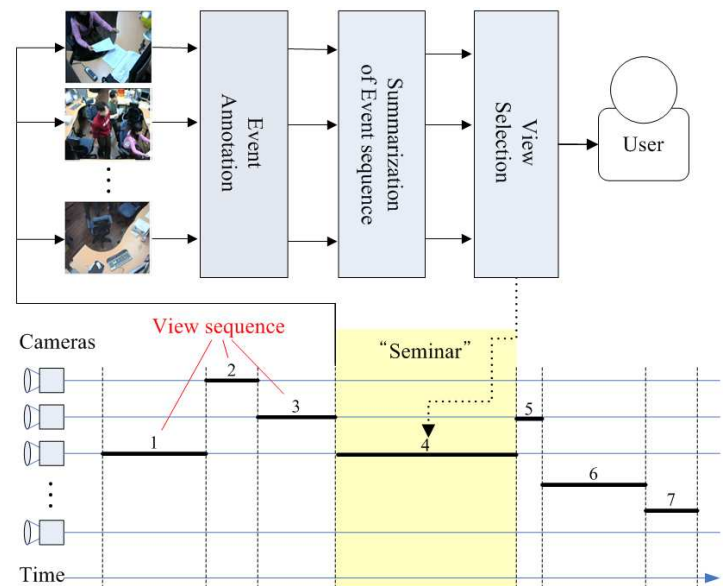 Event
Annotation
Summarization
of Event sequence
View
Selection
User
View sequence
Cameras
“Seminar”
2
3
5
1
4
6
7
Time